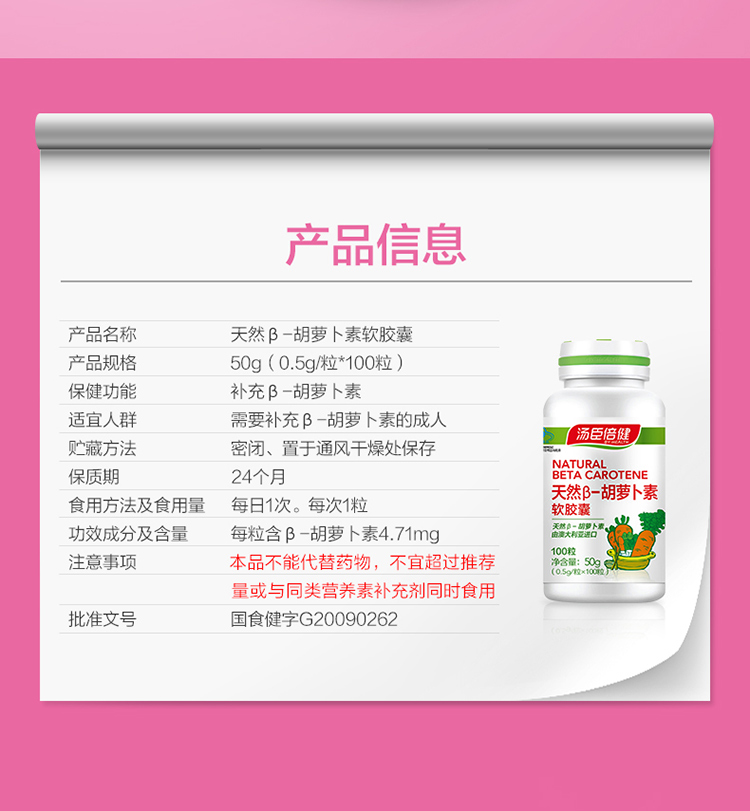 产品信息
产品名称 天然β-胡萝卜素软胶囊
产品规格 50g（0.5g/粒*100粒）
保健功能 补充β-胡萝卜素
适宜人群 需要补充β-胡萝卜素的成人
贮藏方法 密闭、置于通风干燥处保存
保质期 24个月
食用方法及食用量 每日1次。每次1粒
功效成分及含量 每粒含β-胡萝卜素4.71mg
注意事项 本品不能代替药物，不宜超过推荐
量或与同类营养素补充剂同时食用
批准文号 国食健字G20090262
汤臣倍健
BY-HEALTH
NATURAL
BETA CAROTENE
天然β-胡萝卜素
软胶囊
天然β-胡萝卜素
由澳大利亚进口
100粒
净含量：50g
（0.5g/粒×100粒）